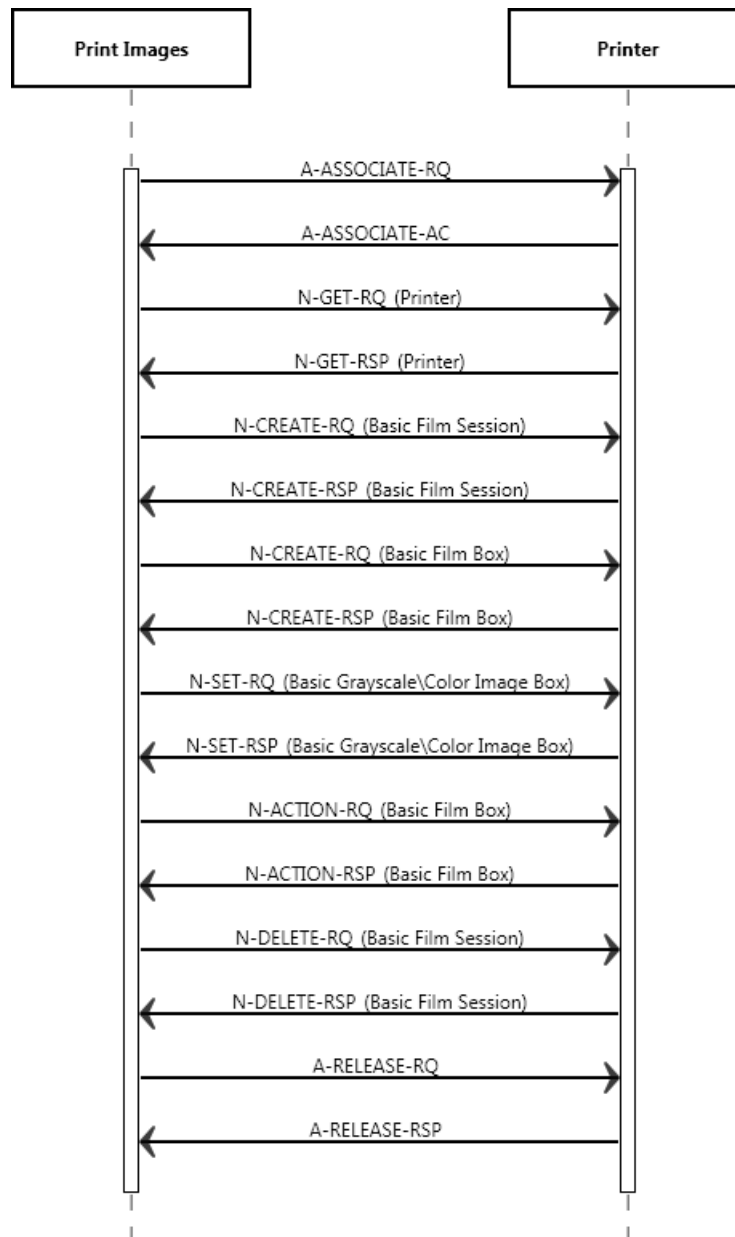 Print Images
Printer
A-ASSOCIATE-RQ
A-ASSOCIATE-AC
N-GET-RQ (Printer)
N-GET-RSP (Printer)
N-CREATE-RQ (Basic Film Session)
N-CREATE-RSP (Basic Film Session)
N-CREATE-RQ (Basic Film Box)
N-CREATE-RSP (Basic Film Box)
N-SET-RQ (Basic Grayscale\Color Image Box)
N-SET-RSP (Basic Grayscale\Color Image Box)
N-ACTION-RQ (Basic Film Box)
N-ACTION-RSP (Basic Film Box)
N-DELETE-RQ (Basic Film Session)
N-DELETE-RSP (Basic Film Session)
A-RELEASE-RQ
A-RELEASE-RSP